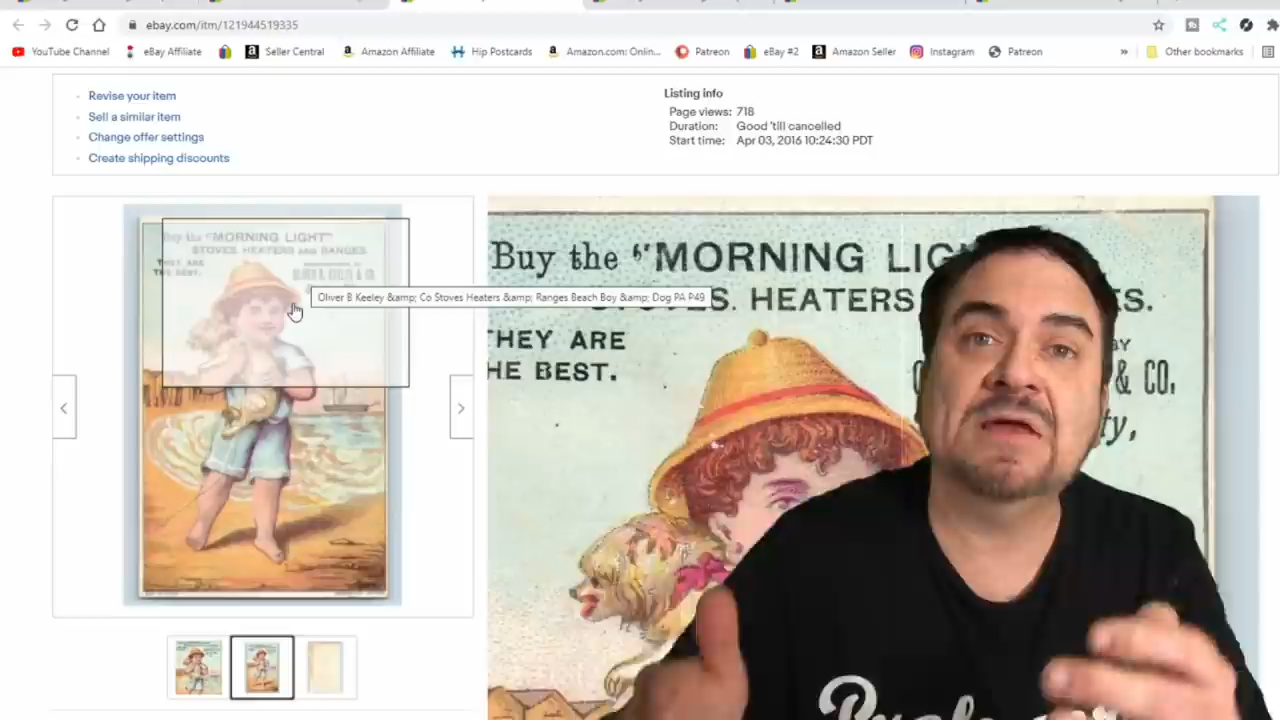 ebay.com/itm/121944519335
YouTube Channel
eBay Affiliate
Seller Central
Amazon Affiliate
Hip Postcards
Amazon.com: Onlin...
Patreon
eBay #2
Amazon Seller
Instagram
Patreon
»
Other bookmarks
Revise your item
Sell a similar item
Change offer settings
Create shipping discounts
Listing info
Page views: 718
Duration: Good 'till cancelled
Start time: Apr 03, 2016 10:24:30 PDT
Buy the "MORNING LIGHT"
STOVES. HEATERS AND RANGES
THEY ARE
THE BEST.
Oliver B Keeley &amp; Co Stoves Heaters &amp; Ranges Beach Boy &amp; Dog PA P49
Buy the "MORNING LIG
STOVES. HEATERS ES.
THEY ARE AY
HE BEST. & CO.
ty,